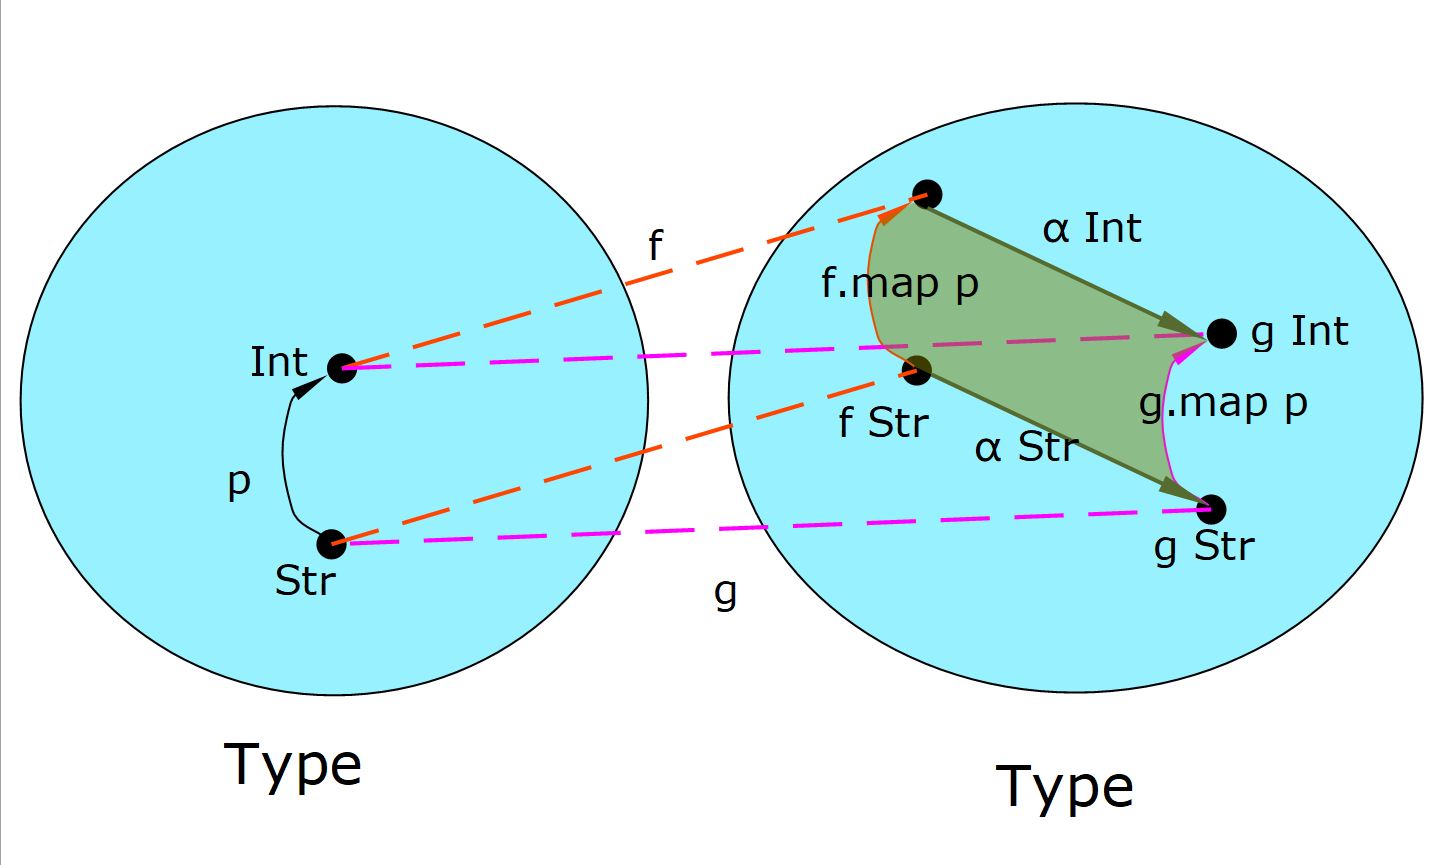 f
α Int
f.map p
Int
g Int
g.map p
f Str
α Str
p
g Str
Str
g
Type
Type